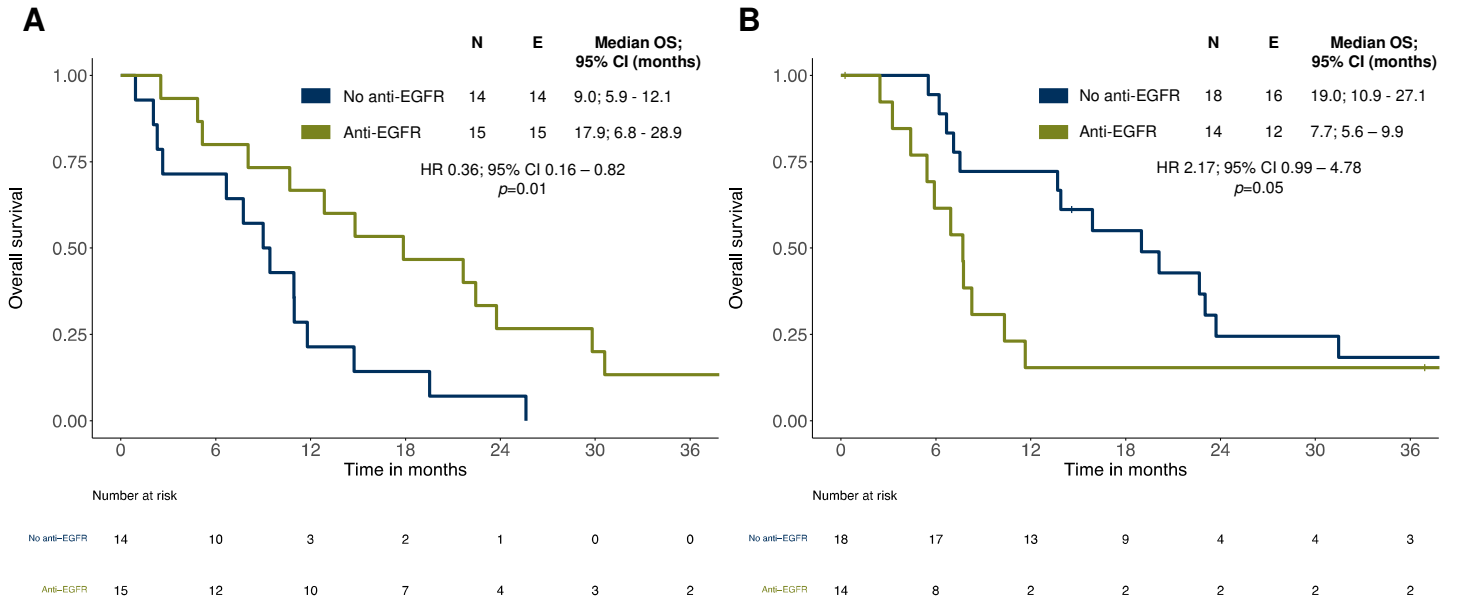 A
N E Median OS;
95% CI (months)
No anti-EGFR 14 14 9.0; 5.9 - 12.1
Anti-EGFR 15 15 17.9; 6.8 - 28.9
HR 0.36; 95% CI 0.16 – 0.82
p=0.01
Overall survival
1.00
0.75
0.50
0.25
0.00
0 6 12 18 24 30 36
Time in months
Number at risk
No anti–EGFR 14 10 3 2 1 0 0
Anti–EGFR 15 12 10 7 4 3 2
B
N E Median OS;
95% CI (months)
No anti-EGFR 18 16 19.0; 10.9 - 27.1
Anti-EGFR 14 12 7.7; 5.6 – 9.9
HR 2.17; 95% CI 0.99 – 4.78
p=0.05
Overall survival
1.00
0.75
0.50
0.25
0.00
0 6 12 18 24 30 36
Time in months
Number at risk
No anti–EGFR 18 17 13 9 4 4 3
Anti–EGFR 14 8 2 2 2 2 2